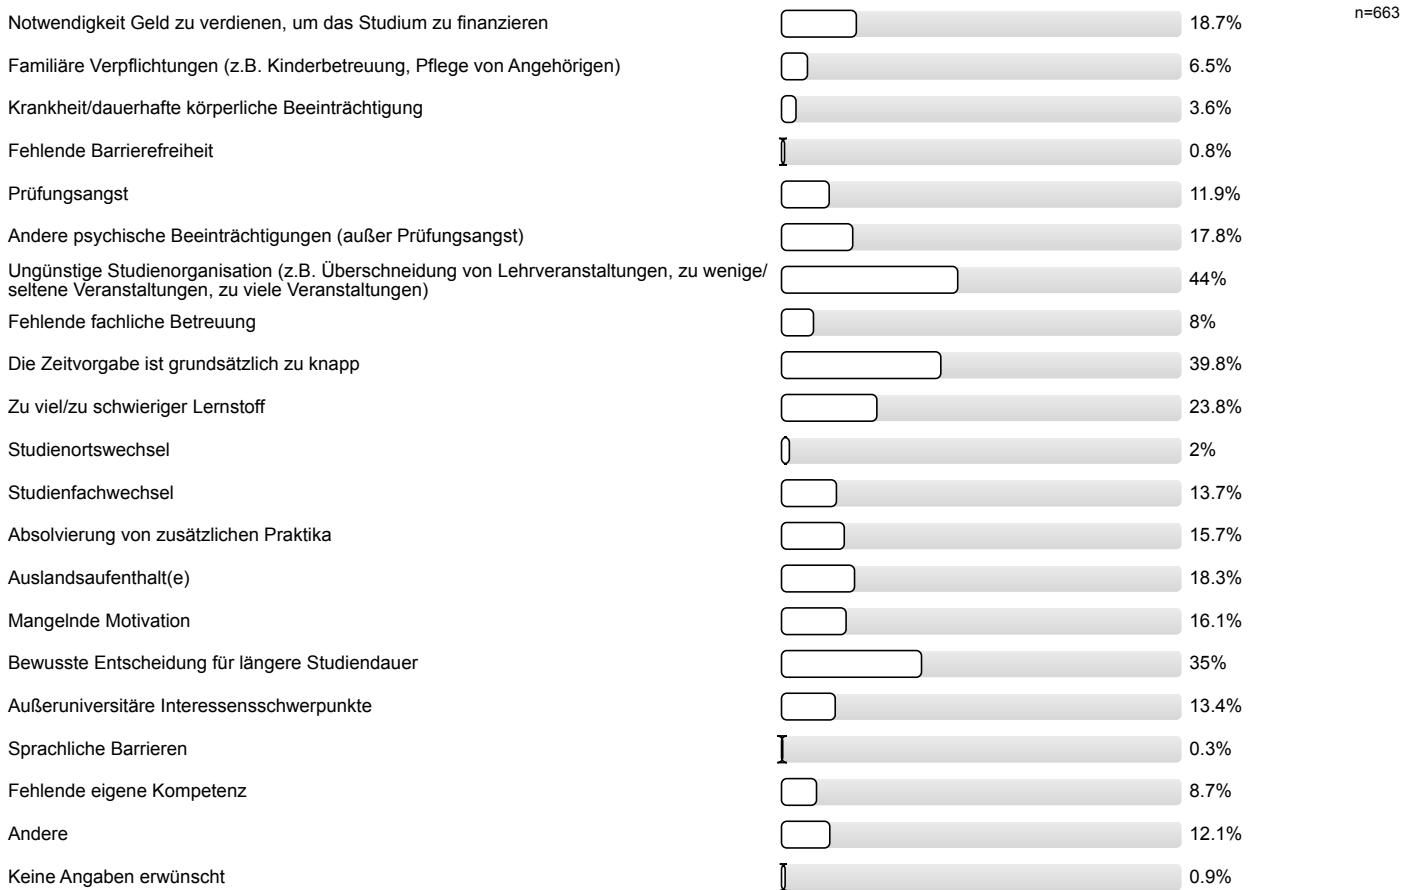 Notwendigkeit Geld zu verdienen, um das Studium zu finanzieren 18.7% n=663
Familiäre Verpflichtungen (z.B. Kinderbetreuung, Pflege von Angehörigen) 6.5%
Krankheit/dauerhafte körperliche Beeinträchtigung 3.6%
Fehlende Barrierefreiheit 0.8%
Prüfungsangst 11.9%
Andere psychische Beeinträchtigungen (außer Prüfungsangst) 17.8%
Ungünstige Studienorganisation (z.B. Überschneidung von Lehrveranstaltungen, zu wenige/
seltene Veranstaltungen, zu viele Veranstaltungen) 44%
Fehlende fachliche Betreuung 8%
Die Zeitvorgabe ist grundsätzlich zu knapp 39.8%
Zu viel/zu schwieriger Lernstoff 23.8%
Studienortswechsel 2%
Studienfachwechsel 13.7%
Absolvierung von zusätzlichen Praktika 15.7%
Auslandsaufenthalt(e) 18.3%
Mangelnde Motivation 16.1%
Bewusste Entscheidung für längere Studiendauer 35%
Außeruniversitäre Interessensschwerpunkte 13.4%
Sprachliche Barrieren 0.3%
Fehlende eigene Kompetenz 8.7%
Andere 12.1%
Keine Angaben erwünscht 0.9%